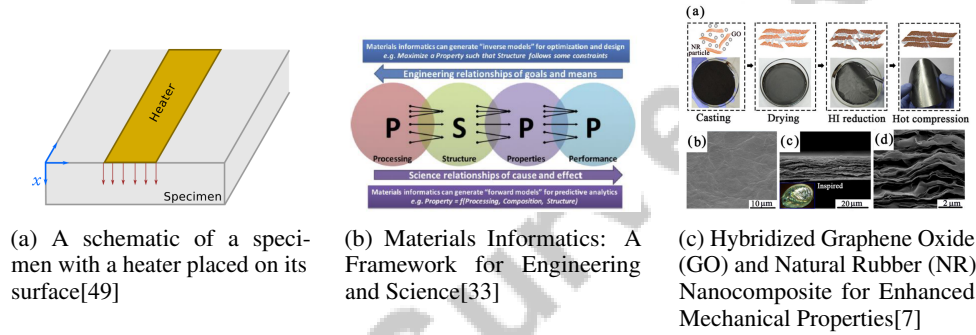 Heater
x
Specimen
(a) A schematic of a speci-
men with a heater placed on its
surface[49]
Materials informatics can generate "inverse models" for optimization and design
e.g. Maximize a Property such that Structure follows some constraints
Engineering relationships of goals and means
P S P P
Processing Structure Properties Performance
Science relationships of cause and effect
Materials informatics can generate "forward models" for predictive analytics
e.g. Property = f(Processing, Composition, Structure)
(b) Materials Informatics: A
Framework for Engineering
and Science[33]
(a)
GO
NR
particle
Casting Drying HI reduction Hot compression
(b) (c) (d)
Inspired
10 μm 20 μm 2 μm
(c) Hybridized Graphene Oxide
(GO) and Natural Rubber (NR)
Nanocomposite for Enhanced
Mechanical Properties[7]